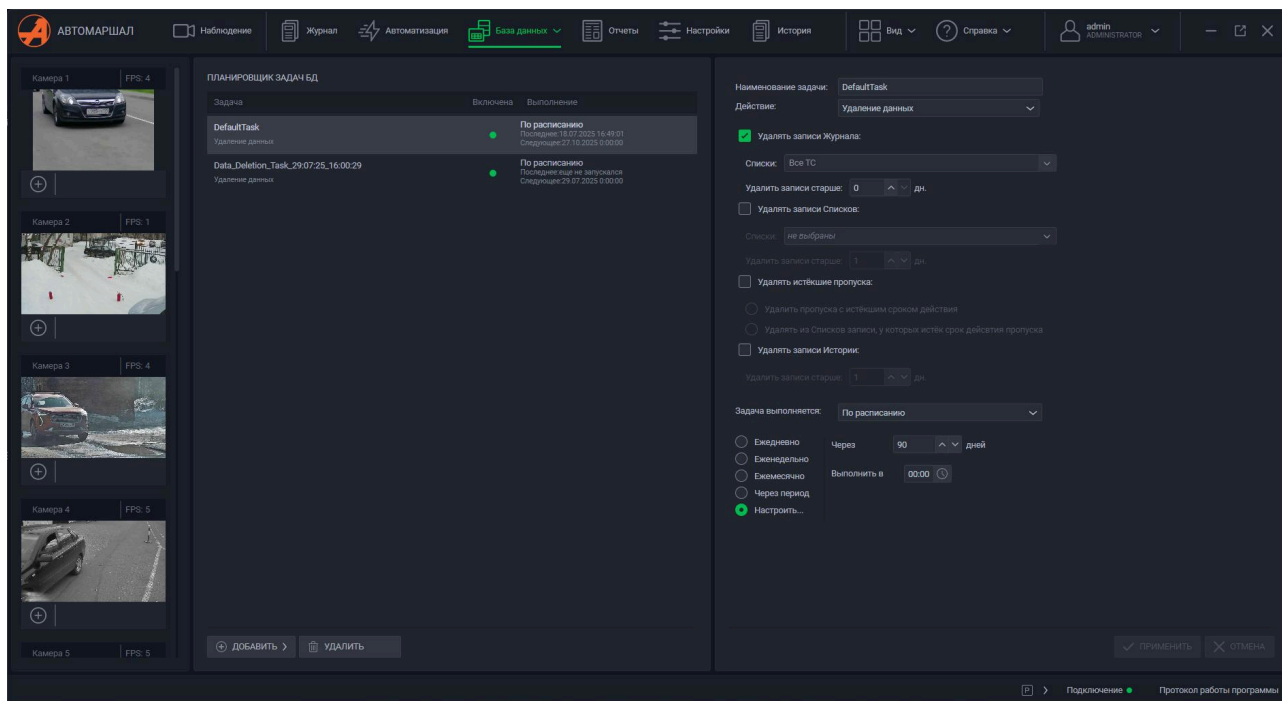 АВТОМАРШАЛ Наблюдение Журнал Автоматизация База данных Отчеты Настройки История Вид Справка admin
ADMINISTRATOR
Камера 1 FPS: 4
Камера 2 FPS: 1
Камера 3 FPS: 4
Камера 4 FPS: 5
Камера 5 FPS: 5
ПЛАНИРОВЩИК ЗАДАЧ БД
Задача Включена Выполнение
DefaultTask По расписанию
Удаление данных Последнее:18.07.2025 16:49:01
Следующее:27.10.2025 0:00:00
Data_Deletion_Task_29:07:25_16:00:29 По расписанию
Удаление данных Последнее:еще не запускался
Следующее:29.07.2025 0:00:00
ДОБАВИТЬ УДАЛИТЬ
Наименование задачи: DefaultTask
Действие: Удаление данных
Удалять записи Журнала:
Списки: Все ТС
Удалить записи старше: 0 дн.
Удалять записи Списков:
Списки: не выбраны
Удалить записи старше: 1 дн.
Удалять истёкшие пропуска:
Удалить пропуска с истёкшим сроком действия
Удалять из Списков записи, у которых истёк срок дейсвтия пропуска
Удалять записи Истории:
Удалить записи старше: 1 дн.
Задача выполняется: По расписанию
Ежедневно Через 90 дней
Еженедельно
Ежемесячно Выполнить в 00:00
Через период
Настроить...
ПРИМЕНИТЬ ОТМЕНА
P Подключение Протокол работы программы